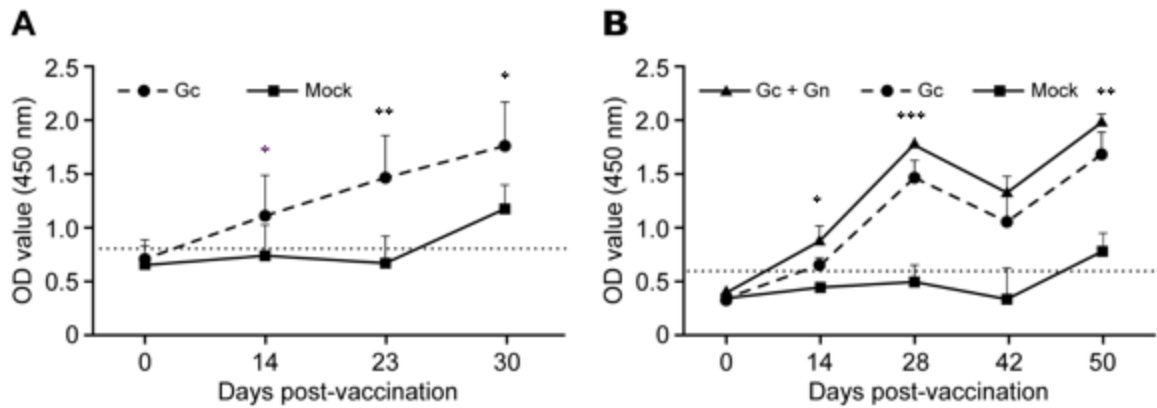 A
B
2.5
2.0
1.5
1.0
0.5
0
OD value (450 nm)
Gc
Mock
*
**
*
0
14
23
30
Days post-vaccination
2.5
2.0
1.5
1.0
0.5
0
OD value (450 nm)
Gc + Gn
Gc
Mock
*
***
**
0
14
28
42
50
Days post-vaccination